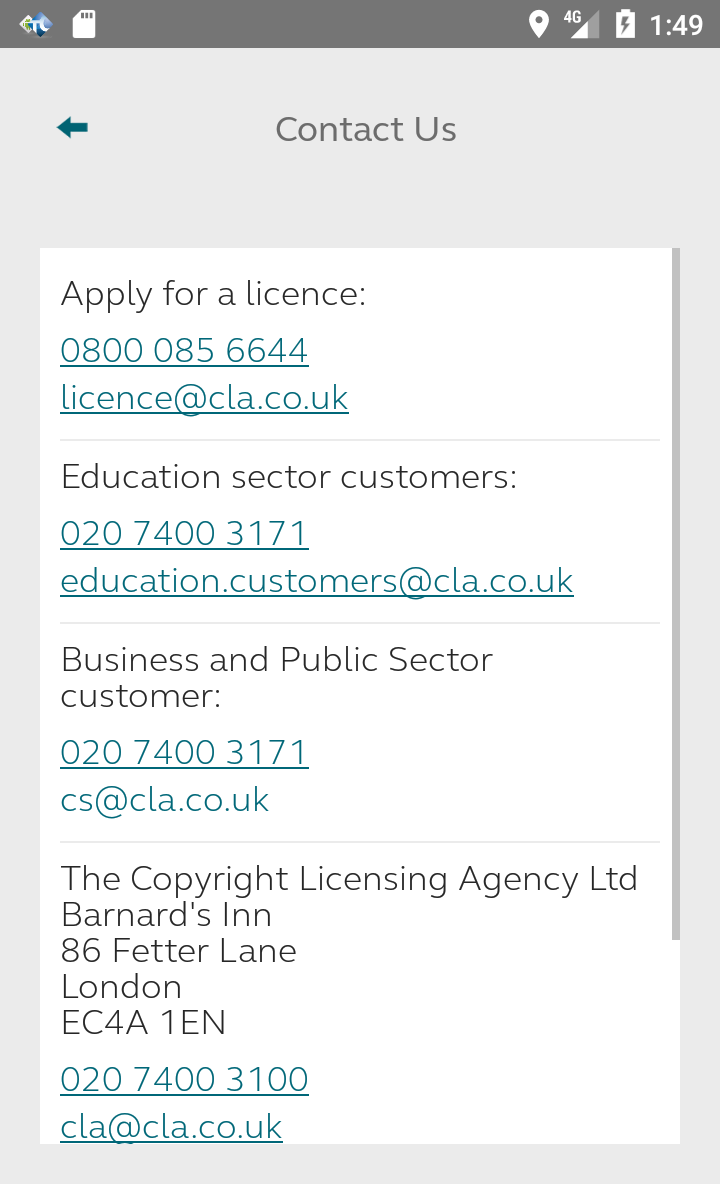 4G 1:49
Contact Us
Apply for a licence:
0800 085 6644
licence@cla.co.uk
Education sector customers:
020 7400 3171
education.customers@cla.co.uk
Business and Public Sector
customer:
020 7400 3171
cs@cla.co.uk
The Copyright Licensing Agency Ltd
Barnard's Inn
86 Fetter Lane
London
EC4A 1EN
020 7400 3100
cla@cla.co.uk